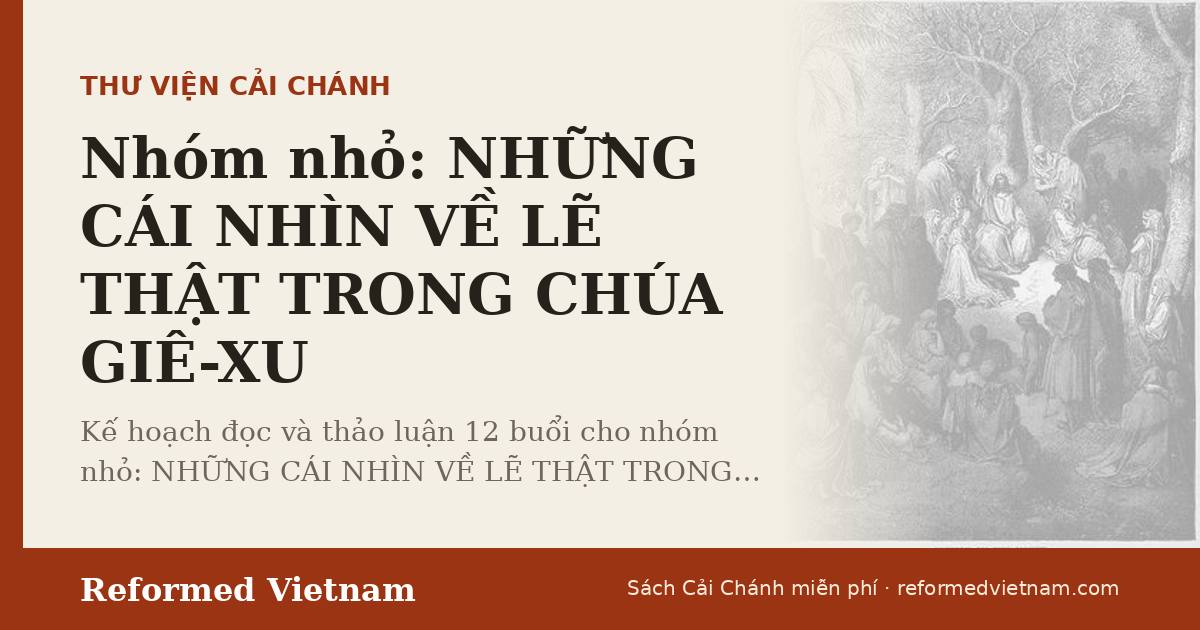 THƯ VIỆN CẢI CHÁNH
Nhóm nhỏ: NHỮNG
CÁI NHÌN VỀ LẼ
THẬT TRONG CHÚA
GIÊ-XU
Kế hoạch đọc và thảo luận 12 buổi cho nhóm
nhỏ: NHỮNG CÁI NHÌN VỀ LẼ THẬT TRONG…
Reformed Vietnam
Sách Cải Chánh miễn phí · reformedvietnam.com